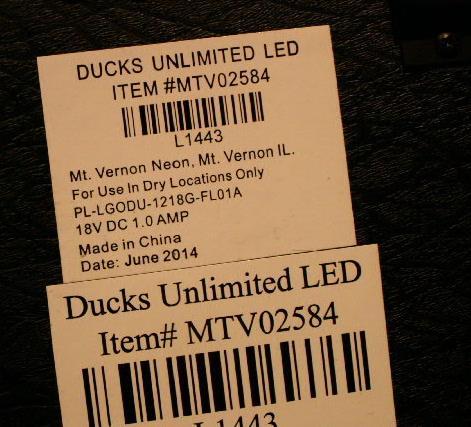 DUCKS UNLIMITED LED
ITEM #MTV02584
L1443
Mt. Vernon Neon, Mt. Vernon IL.
For Use In Dry Locations Only
PL-LGODU-1218G-FL01A
18V DC 1.0 AMP
Made in China
Date: June 2014
Ducks Unlimited LED
Item# MTV02584
L1443